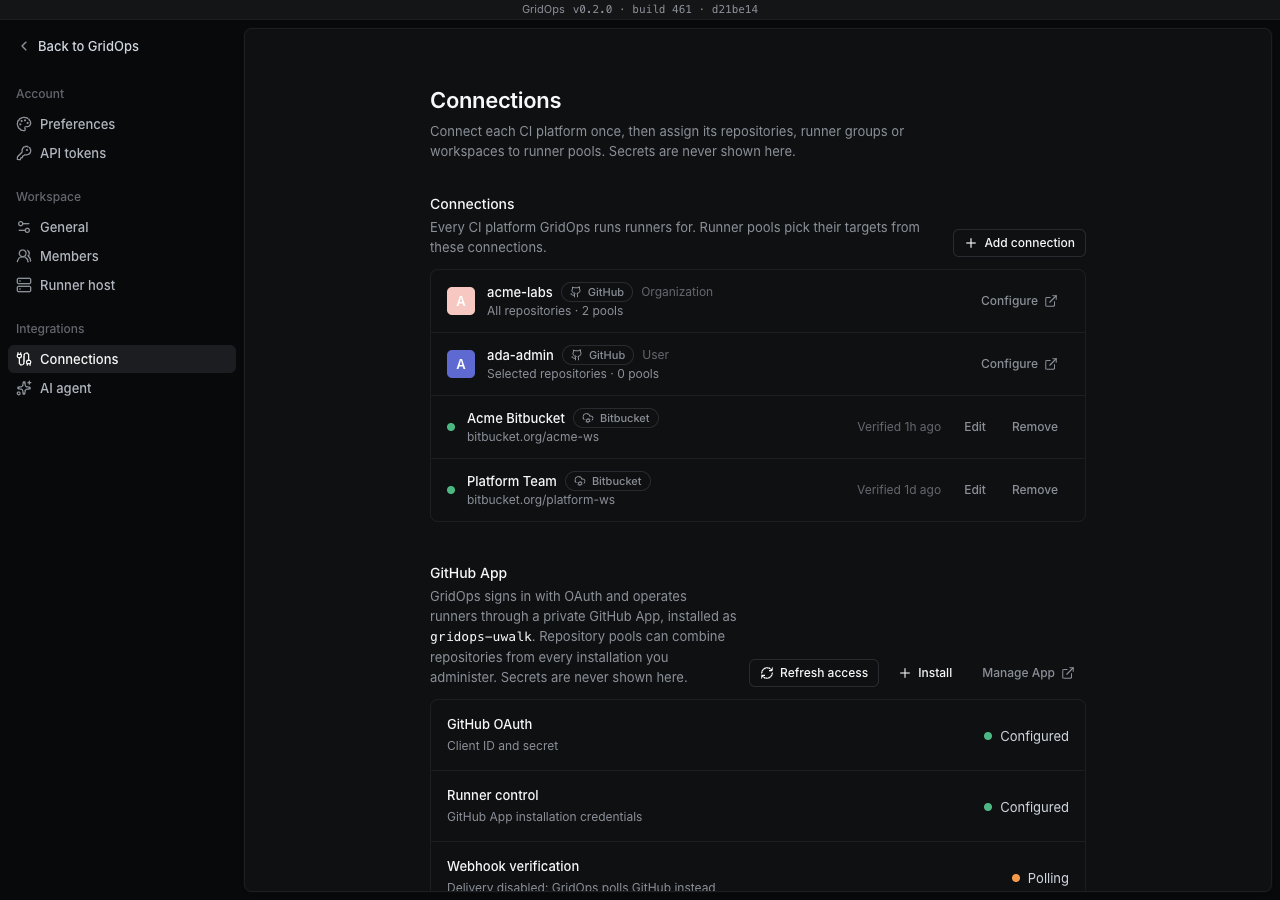 GridOps v0.2.0 · build 461 · d21be14
Back to GridOps
Account
Preferences
API tokens
Workspace
General
Members
Runner host
Integrations
Connections
AI agent
Connections
Connect each CI platform once, then assign its repositories, runner groups or
workspaces to runner pools. Secrets are never shown here.
Connections
Every CI platform GridOps runs runners for. Runner pools pick their targets from
these connections.
Add connection
A
acme-labs GitHub Organization
All repositories · 2 pools
Configure
A
ada-admin GitHub User
Selected repositories · 0 pools
Configure
Acme Bitbucket Bitbucket
bitbucket.org/acme-ws
Verified 1h ago Edit Remove
Platform Team Bitbucket
bitbucket.org/platform-ws
Verified 1d ago Edit Remove
GitHub App
GridOps signs in with OAuth and operates
runners through a private GitHub App, installed as
gridops-uwalk. Repository pools can combine
repositories from every installation you
administer. Secrets are never shown here.
Refresh access Install Manage App
GitHub OAuth
Client ID and secret
Configured
Runner control
GitHub App installation credentials
Configured
Webhook verification
Delivery disabled; GridOps polls GitHub instead
Polling